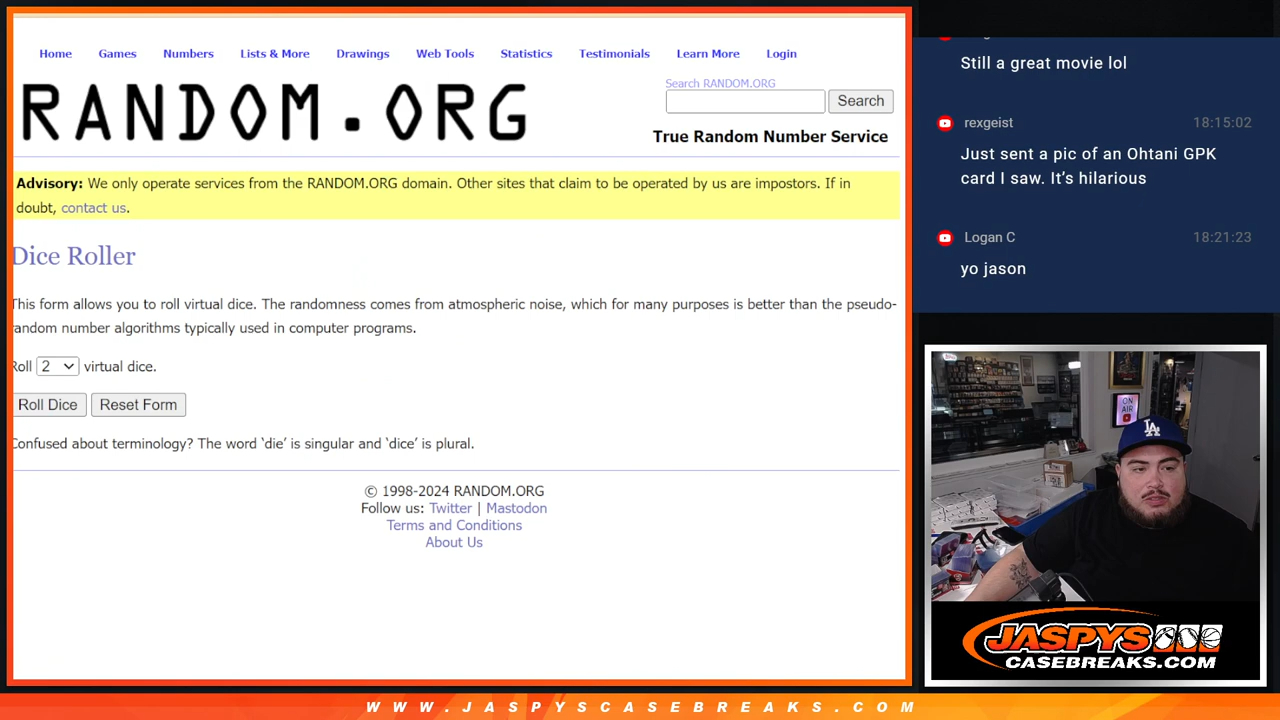 Home Games Numbers Lists & More Drawings Web Tools Statistics Testimonials Learn More Login
RANDOM.ORG
Search RANDOM.ORG
Search
True Random Number Service
Advisory: We only operate services from the RANDOM.ORG domain. Other sites that claim to be operated by us are impostors. If in
doubt, contact us.
Dice Roller
This form allows you to roll virtual dice. The randomness comes from atmospheric noise, which for many purposes is better than the pseudo-
random number algorithms typically used in computer programs.
Roll 2 virtual dice.
Roll Dice Reset Form
Confused about terminology? The word ‘die’ is singular and ‘dice’ is plural.
© 1998-2024 RANDOM.ORG
Follow us: Twitter | Mastodon
Terms and Conditions
About Us
Still a great movie lol
rexgeist 18:15:02
Just sent a pic of an Ohtani GPK
card I saw. It’s hilarious
Logan C 18:21:23
yo jason
ON
AIR
LA
JASPYS
CASEBREAKS.COM
WWW.JASPYSCASEBREAKS.COM